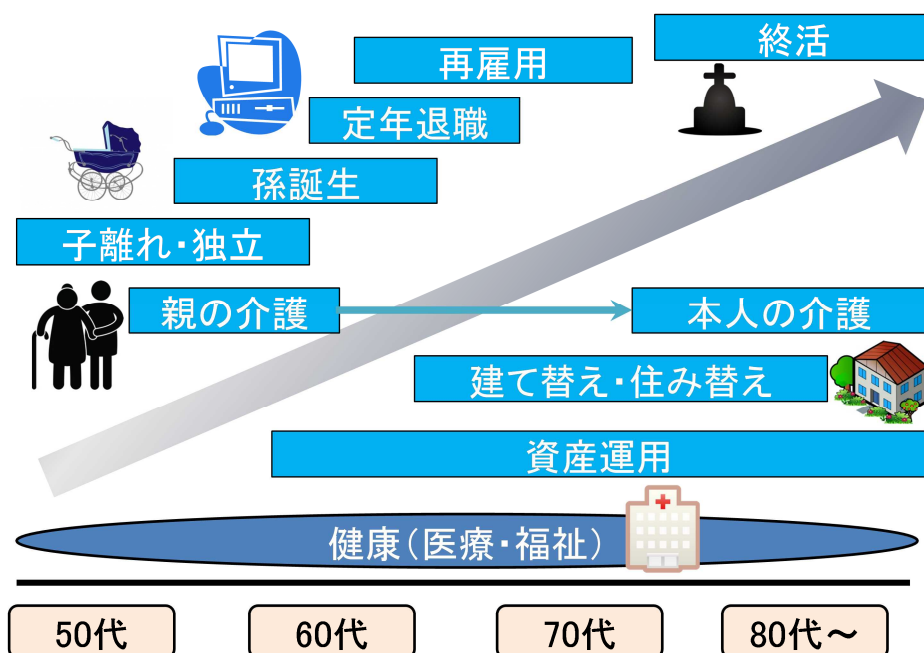 終活
再雇用
定年退職
孫誕生
子離れ・独立
親の介護
本人の介護
建て替え・住み替え
資産運用
健康(医療・福祉)
50代
60代
70代
80代～